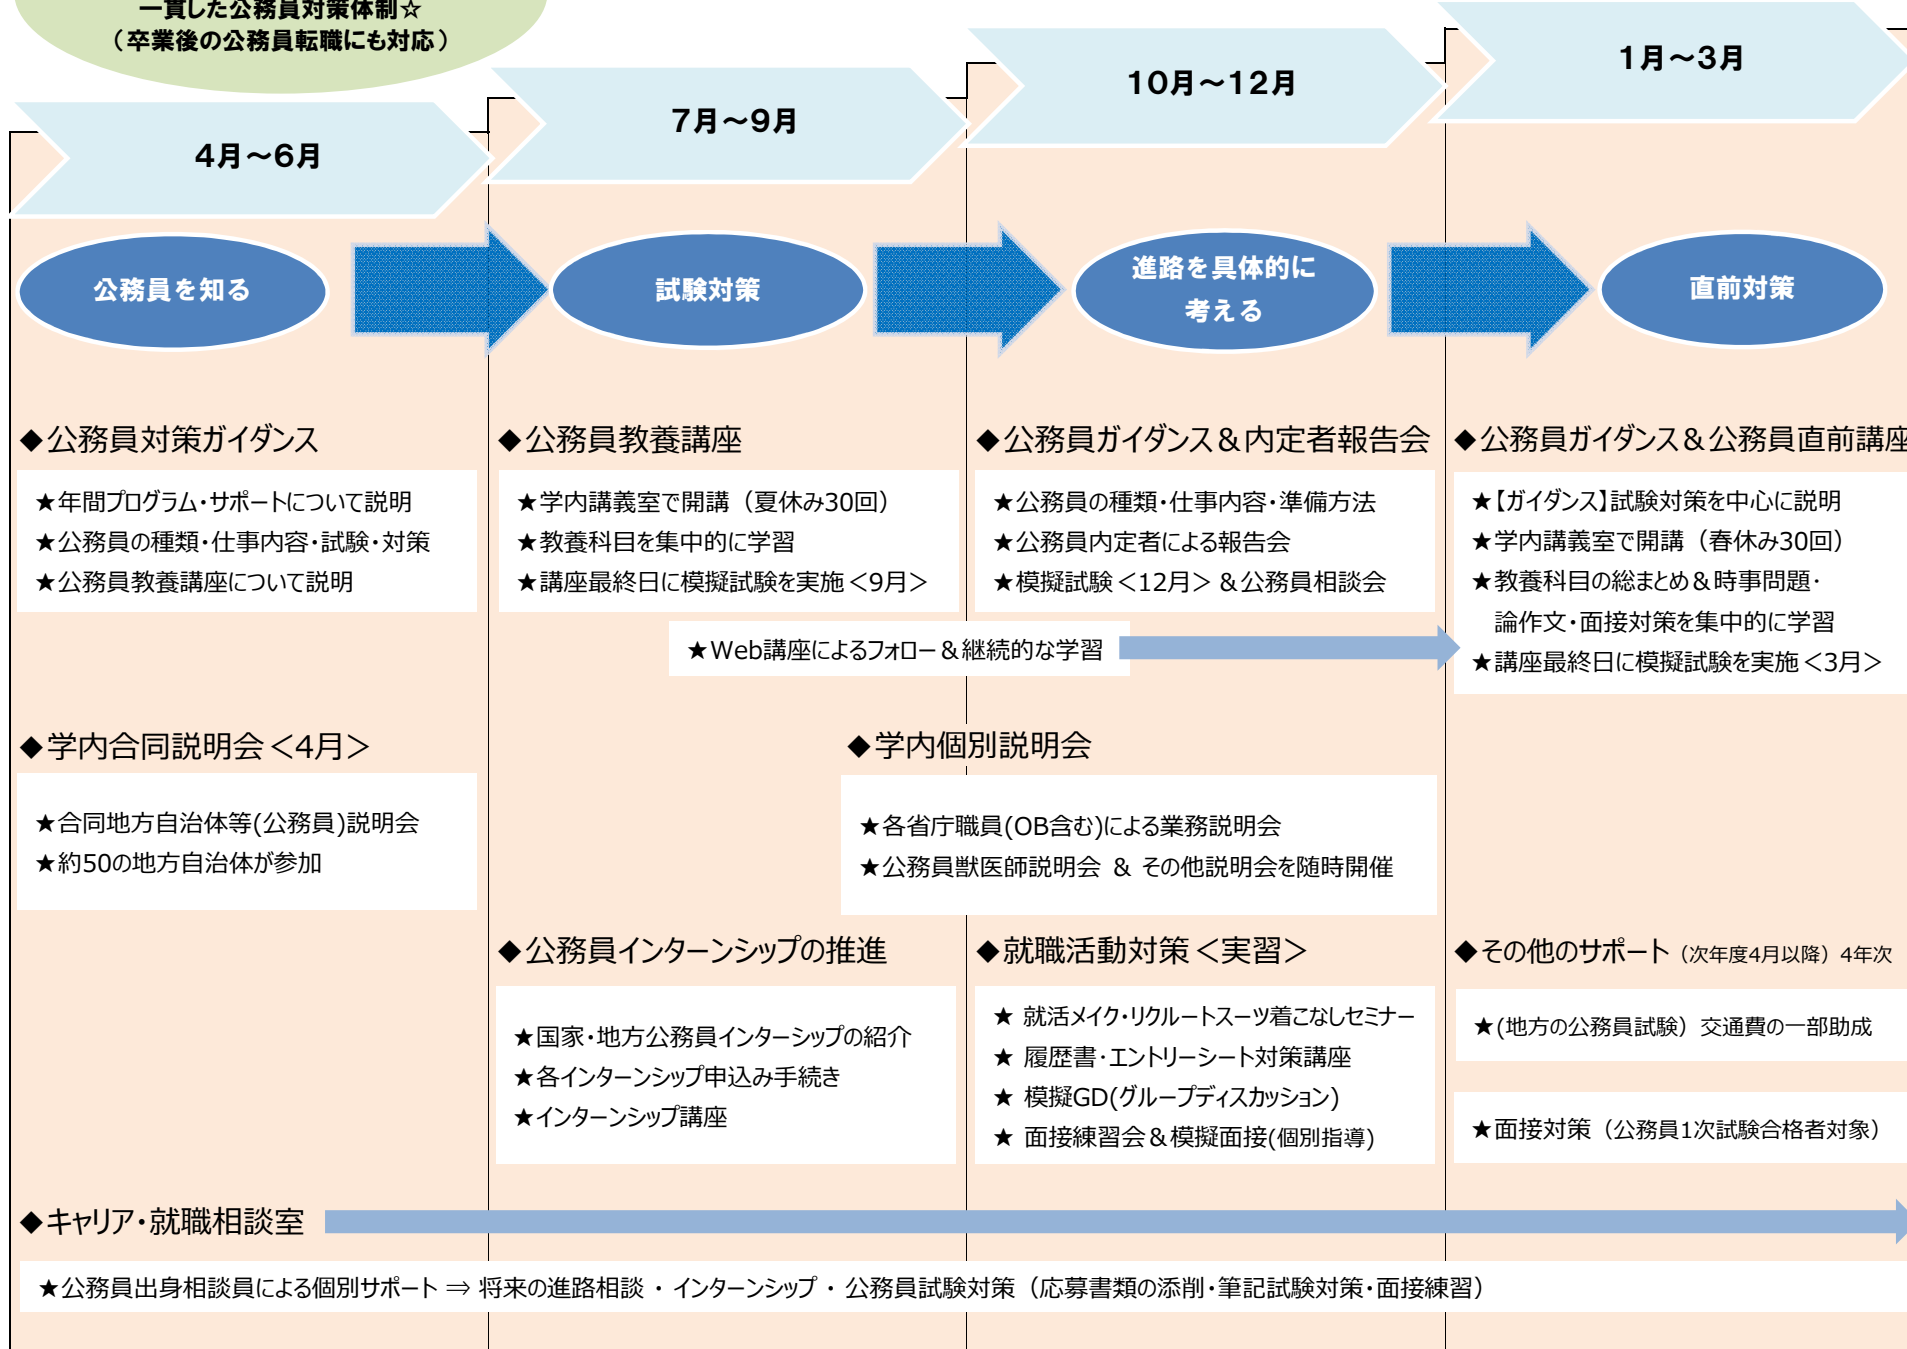 一貫した公務員対策体制☆
（卒業後の公務員転職にも対応）
4月～6月
7月～9月
10月～12月
1月～3月
公務員を知る
試験対策
進路を具体的に
考える
直前対策
◆公務員対策ガイダンス
★年間プログラム・サポートについて説明
★公務員の種類・仕事内容・試験・対策
★公務員教養講座について説明
◆公務員教養講座
★学内講義室で開講（夏休み30回）
★教養科目を集中的に学習
★講座最終日に模擬試験を実施＜9月＞
◆公務員ガイダンス＆内定者報告会
★公務員の種類・仕事内容・準備方法
★公務員内定者による報告会
★模擬試験＜12月＞＆公務員相談会
◆公務員ガイダンス＆公務員直前講座
★【ガイダンス】試験対策を中心に説明
★学内講義室で開講（春休み30回）
★教養科目の総まとめ＆時事問題・
論作文・面接対策を集中的に学習
★講座最終日に模擬試験を実施＜3月＞
★Web講座によるフォロー＆継続的な学習
◆学内合同説明会＜4月＞
★合同地方自治体等(公務員)説明会
★約50の地方自治体が参加
◆学内個別説明会
★各省庁職員(OB含む)による業務説明会
★公務員獣医師説明会 ＆ その他説明会を随時開催
◆公務員インターンシップの推進
★国家・地方公務員インターシップの紹介
★各インターンシップ申込み手続き
★インターンシップ講座
◆就職活動対策＜実習＞
★ 就活メイク・リクルートスーツ着こなしセミナー
★ 履歴書・エントリーシート対策講座
★ 模擬GD(グループディスカッション)
★ 面接練習会＆模擬面接(個別指導)
◆その他のサポート（次年度4月以降）4年次
★(地方の公務員試験）交通費の一部助成
★面接対策（公務員1次試験合格者対象）
◆キャリア・就職相談室
★公務員出身相談員による個別サポート ⇒ 将来の進路相談 ・ インターンシップ ・ 公務員試験対策（応募書類の添削・筆記試験対策・面接練習）